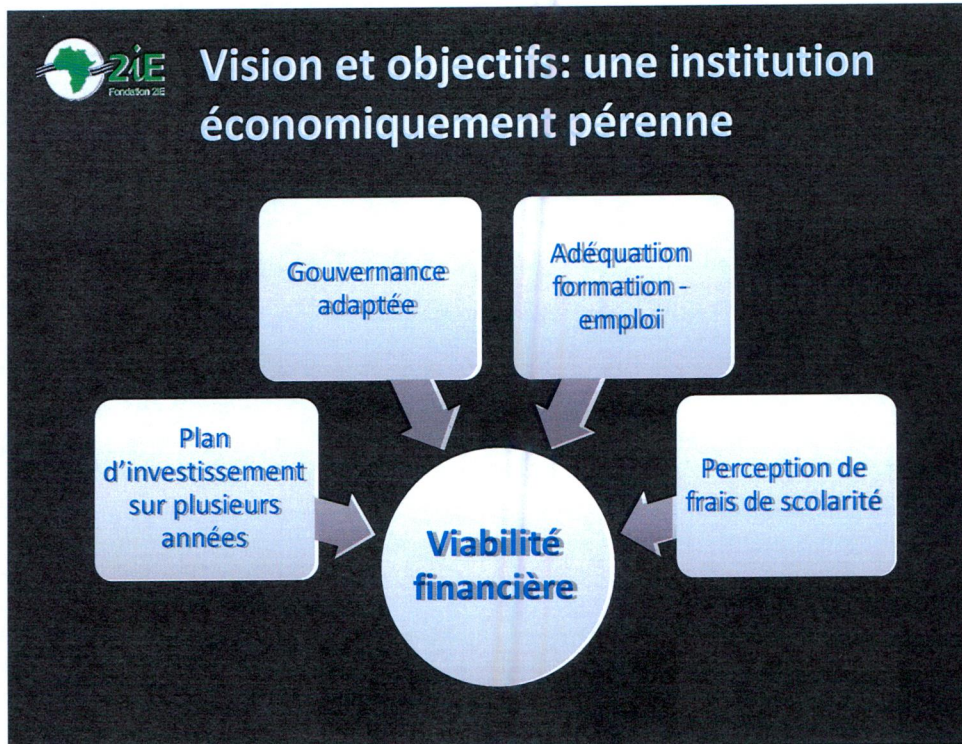 2iE
Fondation 2IE
Vision et objectifs: une institution
économiquement pérenne
Gouvernance
adaptée
Adéquation
formation -
emploi
Plan
d'investissement
sur plusieurs
années
Perception de
frais de scolarité
Viabilité
financière